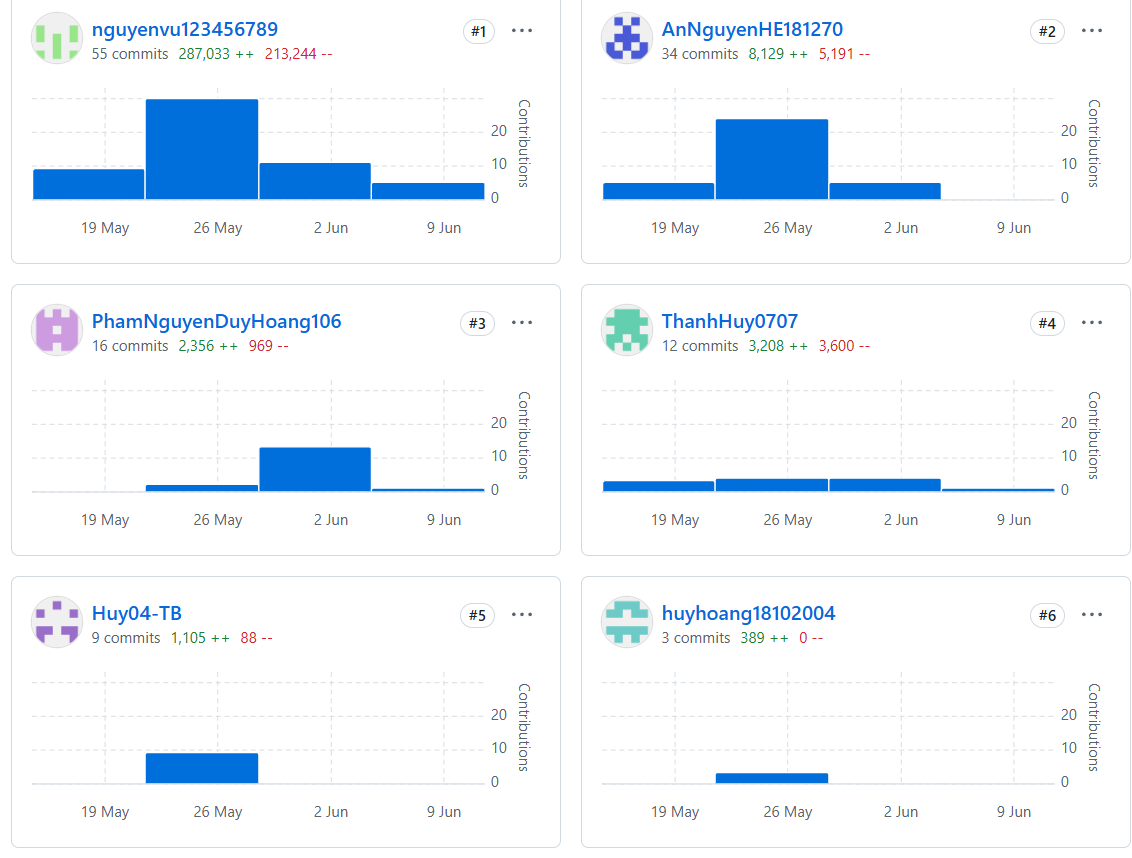 nguyenvu123456789
#1
55 commits 287,033 ++ 213,244 --
20
10
0
Contributions
19 May 26 May 2 Jun 9 Jun
AnNguyenHE181270
#2
34 commits 8,129 ++ 5,191 --
20
10
0
Contributions
19 May 26 May 2 Jun 9 Jun
PhamNguyenDuyHoang106
#3
16 commits 2,356 ++ 969 --
20
10
0
Contributions
19 May 26 May 2 Jun 9 Jun
ThanhHuy0707
#4
12 commits 3,208 ++ 3,600 --
20
10
0
Contributions
19 May 26 May 2 Jun 9 Jun
Huy04-TB
#5
9 commits 1,105 ++ 88 --
20
10
0
Contributions
19 May 26 May 2 Jun 9 Jun
huyhoang18102004
#6
3 commits 389 ++ 0 --
20
10
0
Contributions
19 May 26 May 2 Jun 9 Jun